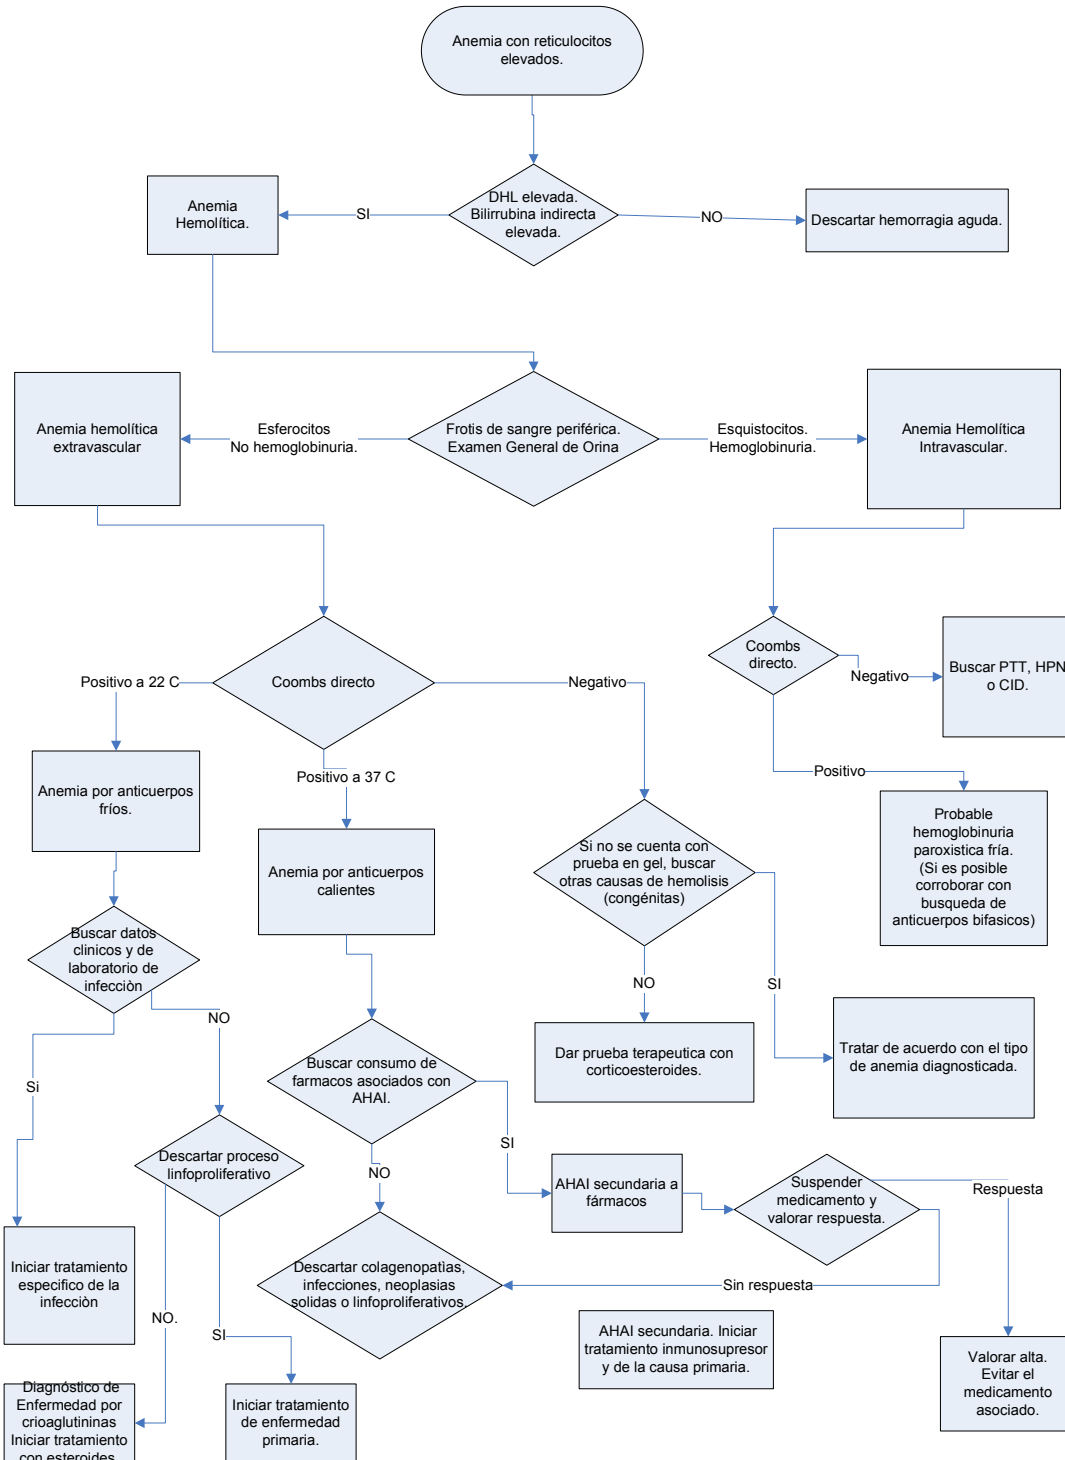 Anemia con reticulocitos
elevados.
DHL elevada.
Bilirrubina indirecta
elevada.
SI
NO
Anemia
Hemolítica.
Descartar hemorragia aguda.
Frotis de sangre periférica.
Examen General de Orina
Esferocitos
No hemoglobinuria.
Esquistocitos.
Hemoglobinuria.
Anemia hemolítica
extravascular
Anemia Hemolítica
Intravascular.
Coombs directo
Positivo a 22 C
Negativo
Positivo a 37 C
Coombs
directo.
Negativo
Buscar PTT, HPN
o CID.
Positivo
Probable
hemoglobinuria
paroxistica fría.
(Si es posible
corroborar con
busqueda de
anticuerpos bifasicos)
Anemia por anticuerpos
fríos.
Anemia por anticuerpos
calientes
Si no se cuenta con
prueba en gel, buscar
otras causas de hemolisis
(congénitas)
NO
SI
Dar prueba terapeutica con
corticoesteroides.
Tratar de acuerdo con el tipo
de anemia diagnosticada.
Buscar datos
clinicos y de
laboratorio de
infecciòn
Si
NO
Buscar consumo de
farmacos asociados con
AHAI.
SI
NO
Descartar proceso
linfoproliferativo
NO.
SI
AHAI secundaria a
fármacos
Suspender
medicamento y
valorar respuesta.
Respuesta
Sin respuesta
Descartar colagenopatìas,
infecciones, neoplasias
solidas o linfoproliferativos.
Iniciar tratamiento
especifico de la
infecciòn
AHAI secundaria. Iniciar
tratamiento inmunosupresor
y de la causa primaria.
Valorar alta.
Evitar el
medicamento
asociado.
Diagnóstico de
Enfermedad por
crioaglutininas
Iniciar tratamiento
con esteroides.
Iniciar tratamiento
de enfermedad
primaria.